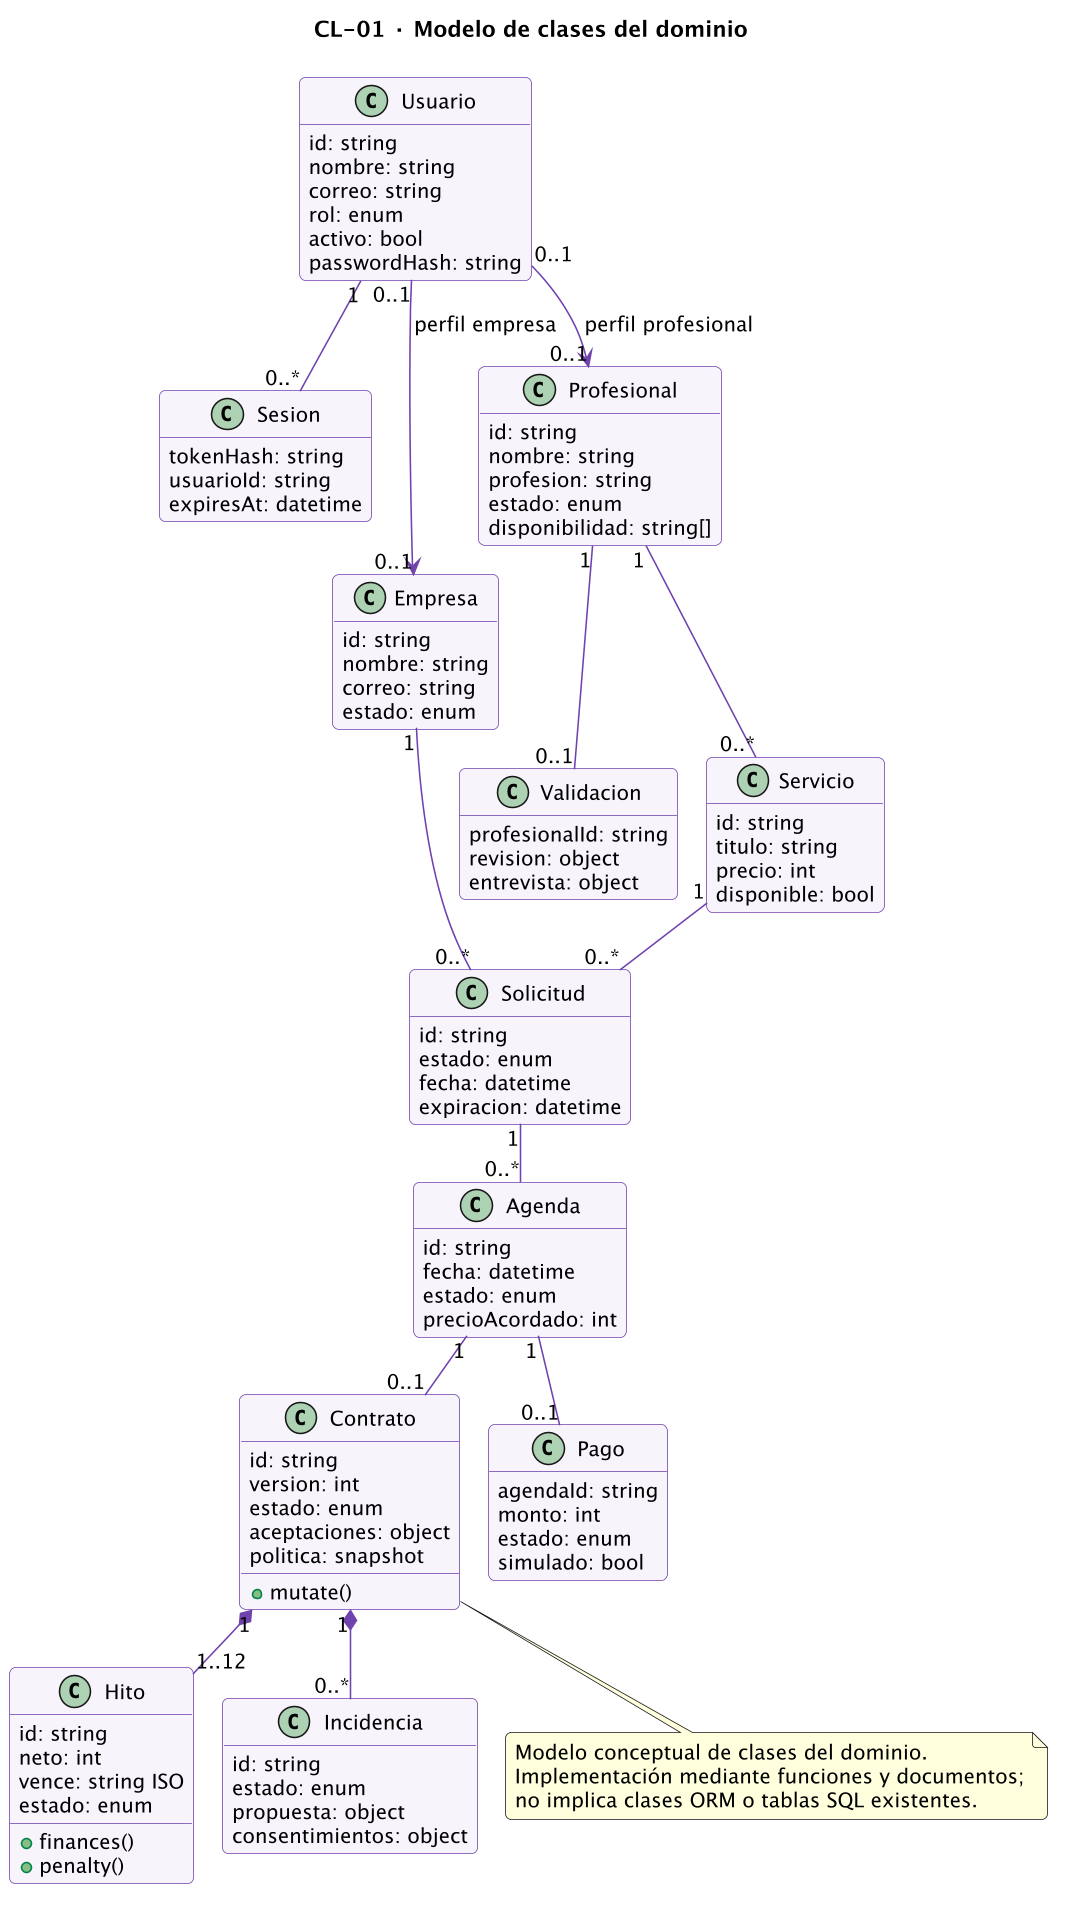 CL-01 · Modelo de clases del dominio
C Usuario
id: string
nombre: string
correo: string
rol: enum
activo: bool
passwordHash: string
1
0..1
0..1
perfil empresa
perfil profesional
0..*
0..1
C Sesion
tokenHash: string
usuarioId: string
expiresAt: datetime
C Profesional
id: string
nombre: string
profesion: string
estado: enum
disponibilidad: string[]
0..1
1
1
C Empresa
id: string
nombre: string
correo: string
estado: enum
1
0..1
0..*
C Validacion
profesionalId: string
revision: object
entrevista: object
C Servicio
id: string
titulo: string
precio: int
disponible: bool
1
0..*
0..*
C Solicitud
id: string
estado: enum
fecha: datetime
expiracion: datetime
1
0..*
C Agenda
id: string
fecha: datetime
estado: enum
precioAcordado: int
1
1
0..1
0..1
C Contrato
id: string
version: int
estado: enum
aceptaciones: object
politica: snapshot
mutate()
C Pago
agendaId: string
monto: int
estado: enum
simulado: bool
1
1
1..12
0..*
C Hito
id: string
neto: int
vence: string ISO
estado: enum
finances()
penalty()
C Incidencia
id: string
estado: enum
propuesta: object
consentimientos: object
Modelo conceptual de clases del dominio.
Implementación mediante funciones y documentos;
no implica clases ORM o tablas SQL existentes.